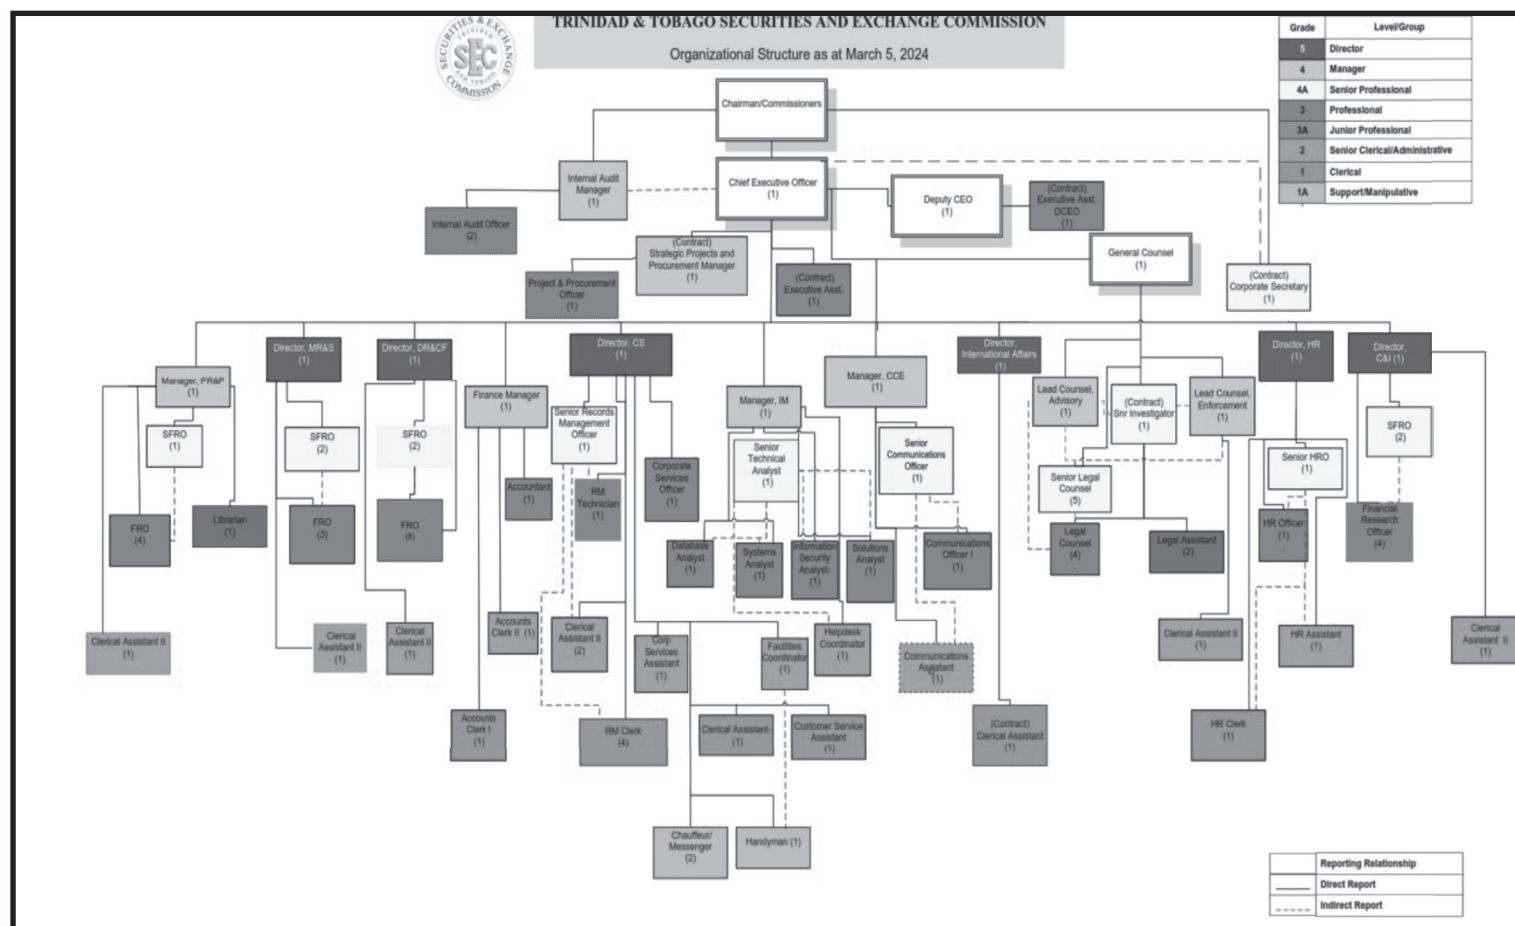 TRINIDAD & TOBAGO SECURITIES AND EXCHANGE COMMISSION
Organizational Structure as at March 5, 2024
SECURITIES & EXCHANGE
COMMISSION
TRINIDAD
SEC
AND TOBAGO
Grade Level/Group
5 Director
4 Manager
4A Senior Professional
3 Professional
3A Junior Professional
2 Senior Clerical/Administrative
1 Clerical
1A Support/Manipulative
Chairman/Commissioners
Internal Audit
Manager
(1)
Chief Executive Officer
(1)
Deputy CEO
(1)
(Contract)
Executive Asst.
DCEO
(1)
Internal Audit Officer
(2)
(Contract)
Strategic Projects and
Procurement Manager
(1)
General Counsel
(1)
Project & Procurement
Officer
(1)
(Contract)
Executive Asst.
(1)
(Contract)
Corporate Secretary
(1)
Manager, PR&P
(1)
Director, MR&S
(1)
Director, DR&CF
(1)
Finance Manager
(1)
Director, CS
(1)
Manager, IM
(1)
Manager, CCE
(1)
Director,
International Affairs
(1)
Lead Counsel,
Advisory
(1)
(Contract)
Snr Investigator
(1)
Lead Counsel,
Enforcement
(1)
Director, HR
(1)
Director,
C&I (1)
SFRO
(1)
SFRO
(2)
SFRO
(2)
Senior Records
Management
Officer
(1)
Senior
Technical
Analyst
(1)
Senior
Communications
Officer
(1)
Senior Legal
Counsel
(5)
Senior HRO
(1)
SFRO
(2)
FRO
(4)
Librarian
(1)
FRO
(3)
FRO
(8)
Accountant
(1)
RM
Technician
(1)
Corporate
Services
Officer
(1)
Database
Analyst
(1)
Systems
Analyst
(1)
Information
Security
Analyst-
(1)
Solutions
Analyst
(1)
Communications
Officer I
(1)
Legal
Counsel
(4)
Legal Assistant
(2)
HR Officer
(1)
Financial
Research
Officer
(4)
Clerical Assistant II
(1)
Clerical
Assistant II
(1)
Clerical
Assistant II
(1)
Accounts
Clerk II (1)
Clerical
Assistant II
(2)
Corp
Services
Assistant
(1)
Facilities
Coordinator
(1)
Helpdesk
Coordinator
(1)
Communications
Assistant
(1)
Clerical Assistant II
(1)
HR Assistant
(1)
Clerical
Assistant II
(1)
Accounts
Clerk I
(1)
RM Clerk
(4)
Clerical Assistant-
(1)
Customer Service
Assistant
(1)
(Contract)
Clerical Assistant
(1)
HR Clerk
(1)
Chauffeur/
Messenger
(2)
Handyman (1)
Reporting Relationship
Direct Report
Indirect Report